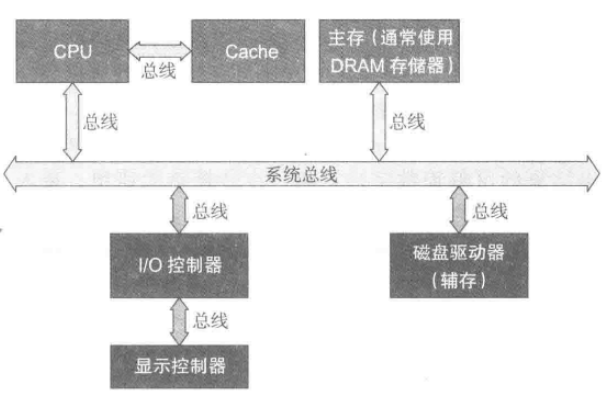 CPU
总线
Cache
主存（通常使用
DRAM 存储器）
总线
总线
系统总线
总线
总线
I/O 控制器
磁盘驱动器
（辅存）
总线
显示控制器